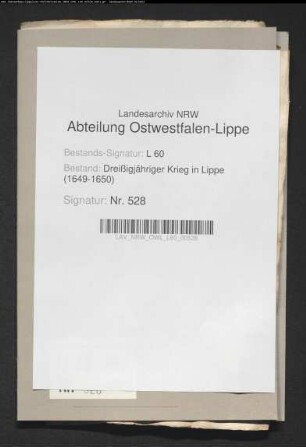 Landesarchiv NRW
Abteilung Ostwestfalen-Lippe
Bestands-Signatur: L 60
Bestand: Dreißigjähriger Krieg in Lippe
(1649-1650)
Signatur: Nr. 528
LAV_NRW_OWL_L60_00528